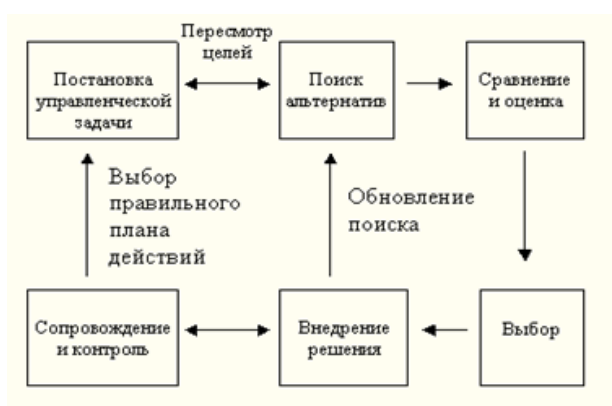 Пересмотр
целей
Постановка
управленческой
задачи
Поиск
альтернатив
Сравнение
и оценка
Выбор
правильного
плана
действий
Обновление
поиска
Сопровождение
и контроль
Внедрение
решения
Выбор